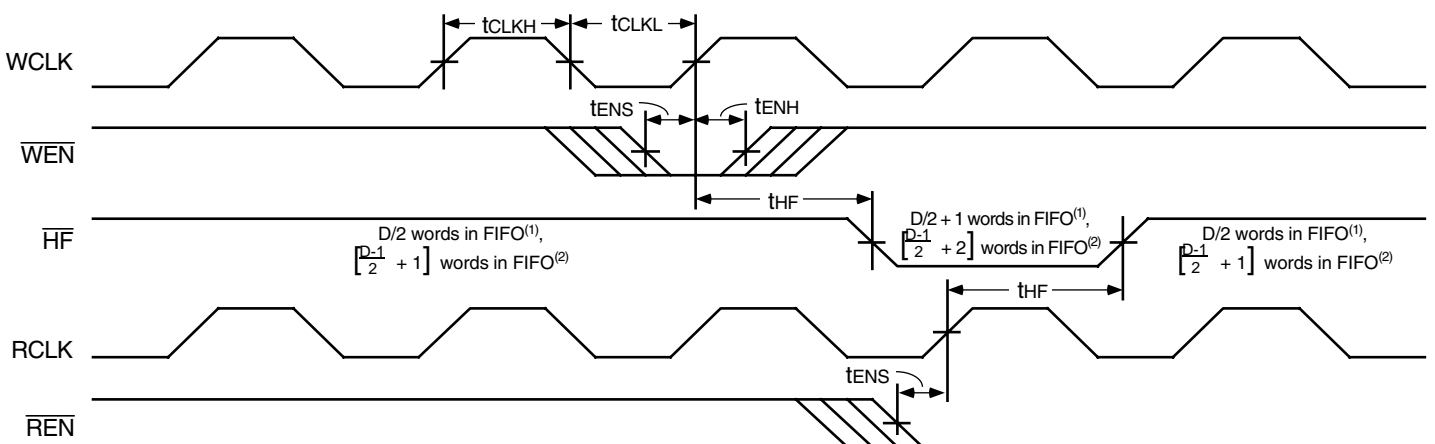 tCLKH tCLKL
WCLK
tENS tENH
WEN
tHF
HF
D/2 words in FIFO(1),
[D-1/2 + 1] words in FIFO(2)
D/2 + 1 words in FIFO(1),
[D-1/2 + 2] words in FIFO(2)
D/2 words in FIFO(1),
[D-1/2 + 1] words in FIFO(2)
tHF
RCLK
tENS
REN